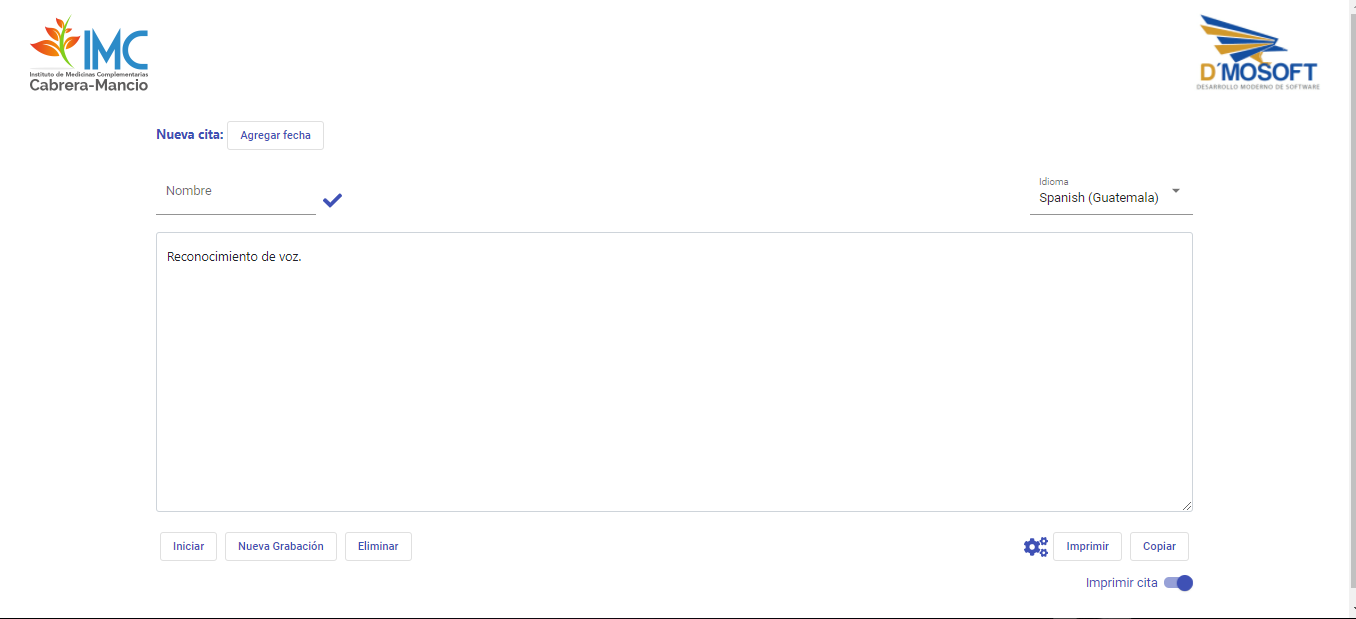 IMC
Instituto de Medicinas Complementarias
Cabrera-Mancio
D´MOSOFT
DESARROLLO MODERNO DE SOFTWARE
Nueva cita: Agregar fecha
Nombre
Idioma
Spanish (Guatemala)
Reconocimiento de voz.
Iniciar Nueva Grabación Eliminar Imprimir Copiar
Imprimir cita